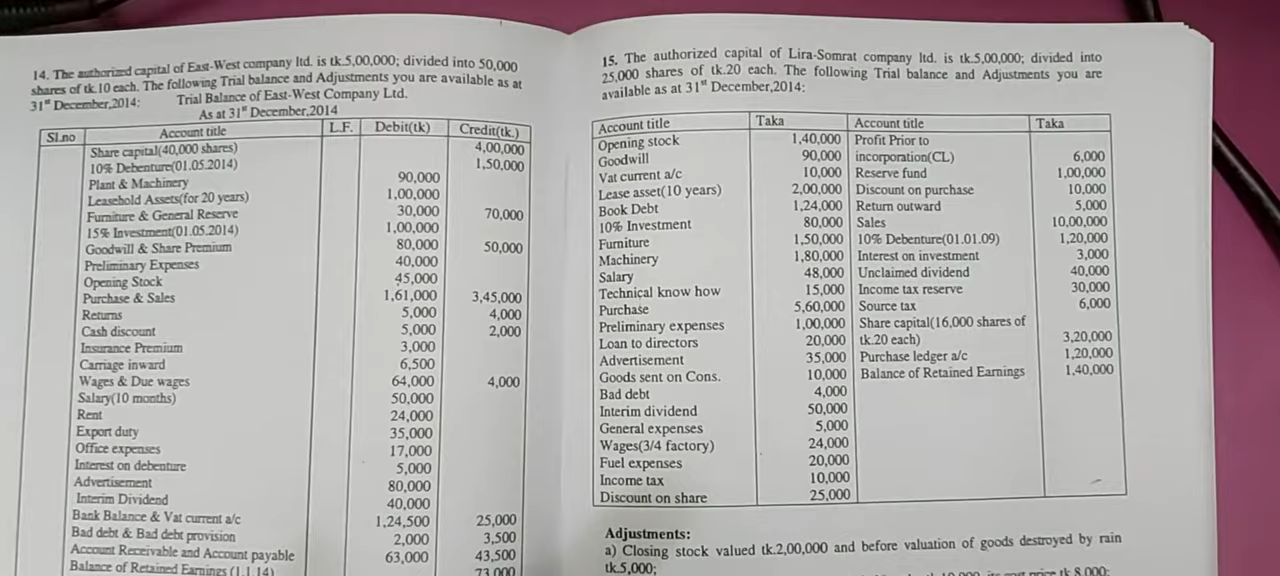 14. The authorized capital of East-West company ltd. is tk.5,00,000; divided into 50,000
shares of tk.10 each. The following Trial balance and Adjustments you are available as at
31st December,2014:
Trial Balance of East-West Company Ltd.
As at 31st December,2014
Sl.no Account title L.F. Debit(tk) Credit(tk.)
Share capital(40,000 shares) 4,00,000
10% Debenture(01.05.2014) 1,50,000
Plant & Machinery 90,000
Leasehold Assets(for 20 years) 1,00,000
Furniture & General Reserve 30,000 70,000
15% Investment(01.05.2014) 1,00,000
Goodwill & Share Premium 80,000 50,000
Preliminary Expenses 40,000
Opening Stock 45,000
Purchase & Sales 1,61,000 3,45,000
Returns 5,000 4,000
Cash discount 5,000 2,000
Insurance Premium 3,000
Carriage inward 6,500
Wages & Due wages 64,000 4,000
Salary(10 months) 50,000
Rent 24,000
Export duty 35,000
Office expenses 17,000
Interest on debenture 5,000
Advertisement 80,000
Interim Dividend 40,000
Bank Balance & Vat current a/c 1,24,500 25,000
Bad debt & Bad debt provision 2,000 3,500
Account Receivable and Account payable 63,000 43,500
Balance of Retained Earnings (1.1.14) 73,000
15. The authorized capital of Lira-Somrat company ltd. is tk.5,00,000; divided into
25,000 shares of tk.20 each. The following Trial balance and Adjustments you are
available as at 31st December,2014:
Account title Taka Account title Taka
Opening stock 1,40,000 Profit Prior to
Goodwill 90,000 incorporation(CL) 6,000
Vat current a/c 10,000 Reserve fund 1,00,000
Lease asset(10 years) 2,00,000 Discount on purchase 10,000
Book Debt 1,24,000 Return outward 5,000
10% Investment 80,000 Sales 10,00,000
Furniture 1,50,000 10% Debenture(01.01.09) 1,20,000
Machinery 1,80,000 Interest on investment 3,000
Salary 48,000 Unclaimed dividend 40,000
Technical know how 15,000 Income tax reserve 30,000
Purchase 5,60,000 Source tax 6,000
Preliminary expenses 1,00,000 Share capital(16,000 shares of
Loan to directors 20,000 tk.20 each) 3,20,000
Advertisement 35,000 Purchase ledger a/c 1,20,000
Goods sent on Cons. 10,000 Balance of Retained Earnings 1,40,000
Bad debt 4,000
Interim dividend 50,000
General expenses 5,000
Wages(3/4 factory) 24,000
Fuel expenses 20,000
Income tax 10,000
Discount on share 25,000
Adjustments:
a) Closing stock valued tk.2,00,000 and before valuation of goods destroyed by rain
tk.5,000;